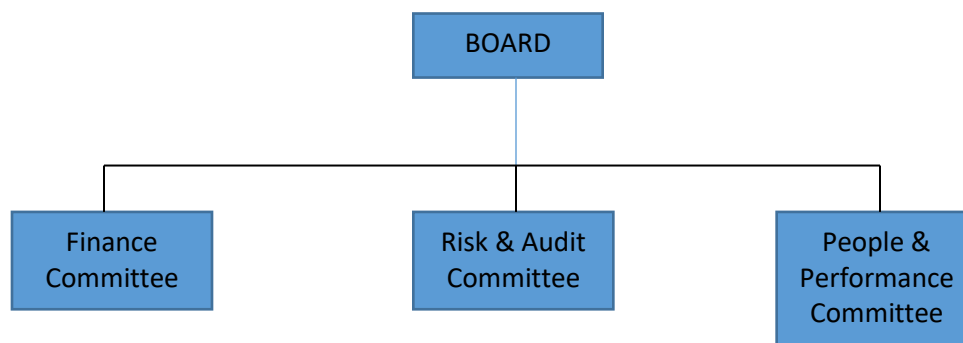 BOARD
Finance
Committee
Risk & Audit
Committee
People &
Performance
Committee